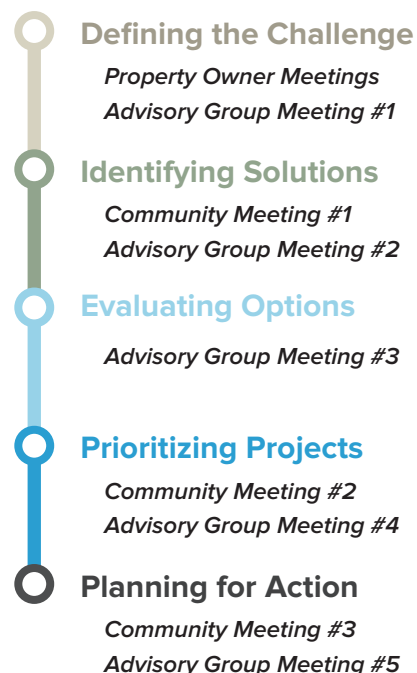 Defining the Challenge
Property Owner Meetings
Advisory Group Meeting #1
Identifying Solutions
Community Meeting #1
Advisory Group Meeting #2
Evaluating Options
Advisory Group Meeting #3
Prioritizing Projects
Community Meeting #2
Advisory Group Meeting #4
Planning for Action
Community Meeting #3
Advisory Group Meeting #5